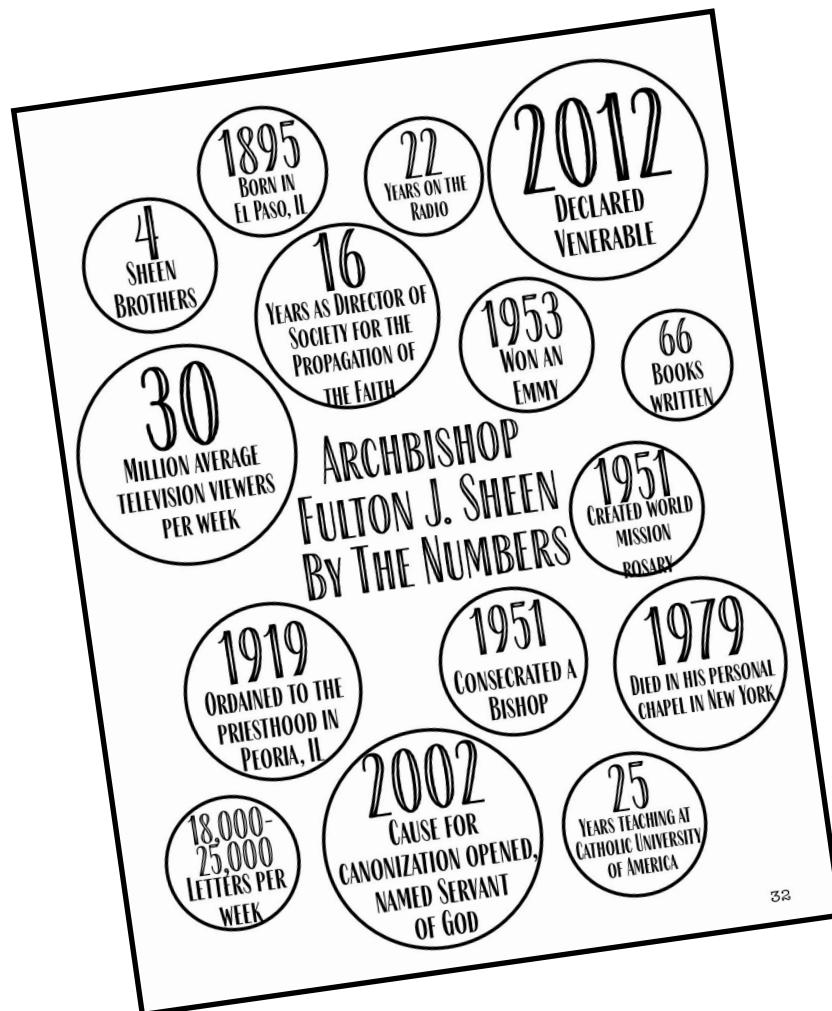 1895
Born in
El Paso, IL
22
Years on the
Radio
2012
Declared
Venerable
4
Sheen
Brothers
16
Years as Director of
Society for the
Propagation of
the Faith
1953
Won an
Emmy
66
Books
written
30
Million average
television viewers
per week
Archbishop
Fulton J. Sheen
By The Numbers
1951
Created World
Mission
Rosary
1919
Ordained to the
priesthood in
Peoria, IL
1951
Consecrated a
Bishop
1979
Died in his personal
chapel in New York
18,000-
25,000
Letters per
week
2002
Cause for
canonization opened,
named Servant
of God
25
Years teaching at
Catholic University
of America
32